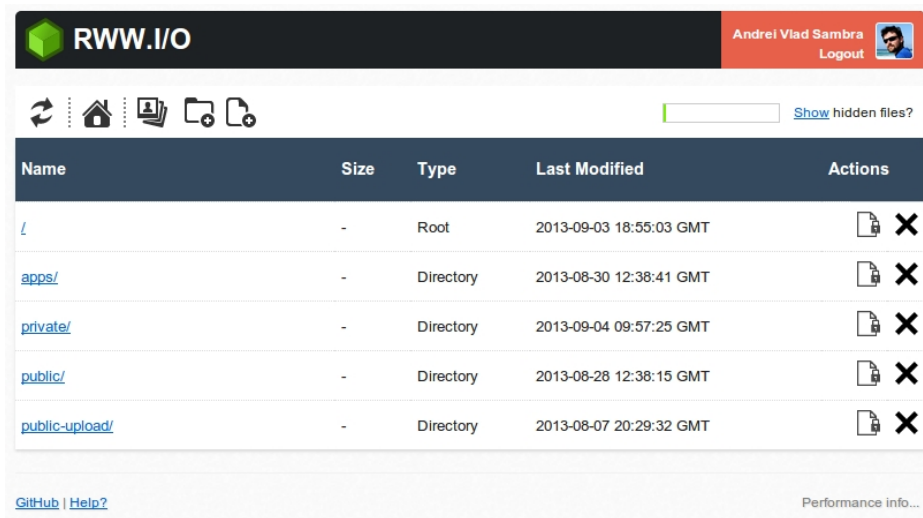 RWW.I/O
Andrei Vlad Sambra
Logout
Show hidden files?
Name Size Type Last Modified Actions
/ - Root 2013-09-03 18:55:03 GMT
apps/ - Directory 2013-08-30 12:38:41 GMT
private/ - Directory 2013-09-04 09:57:25 GMT
public/ - Directory 2013-08-28 12:38:15 GMT
public-upload/ - Directory 2013-08-07 20:29:32 GMT
GitHub | Help? Performance info...